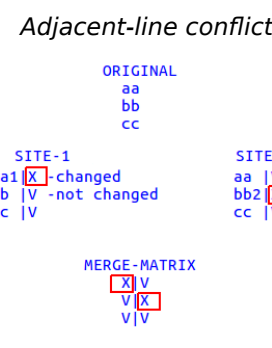 Adjacent-line conflict
ORIGINAL
aa
bb
cc
SITE-1
a1|X -changed
b |V -not changed
c |V
SITE
aa |
bb2|
cc |
MERGE-MATRIX
X|V
V|X
V|V